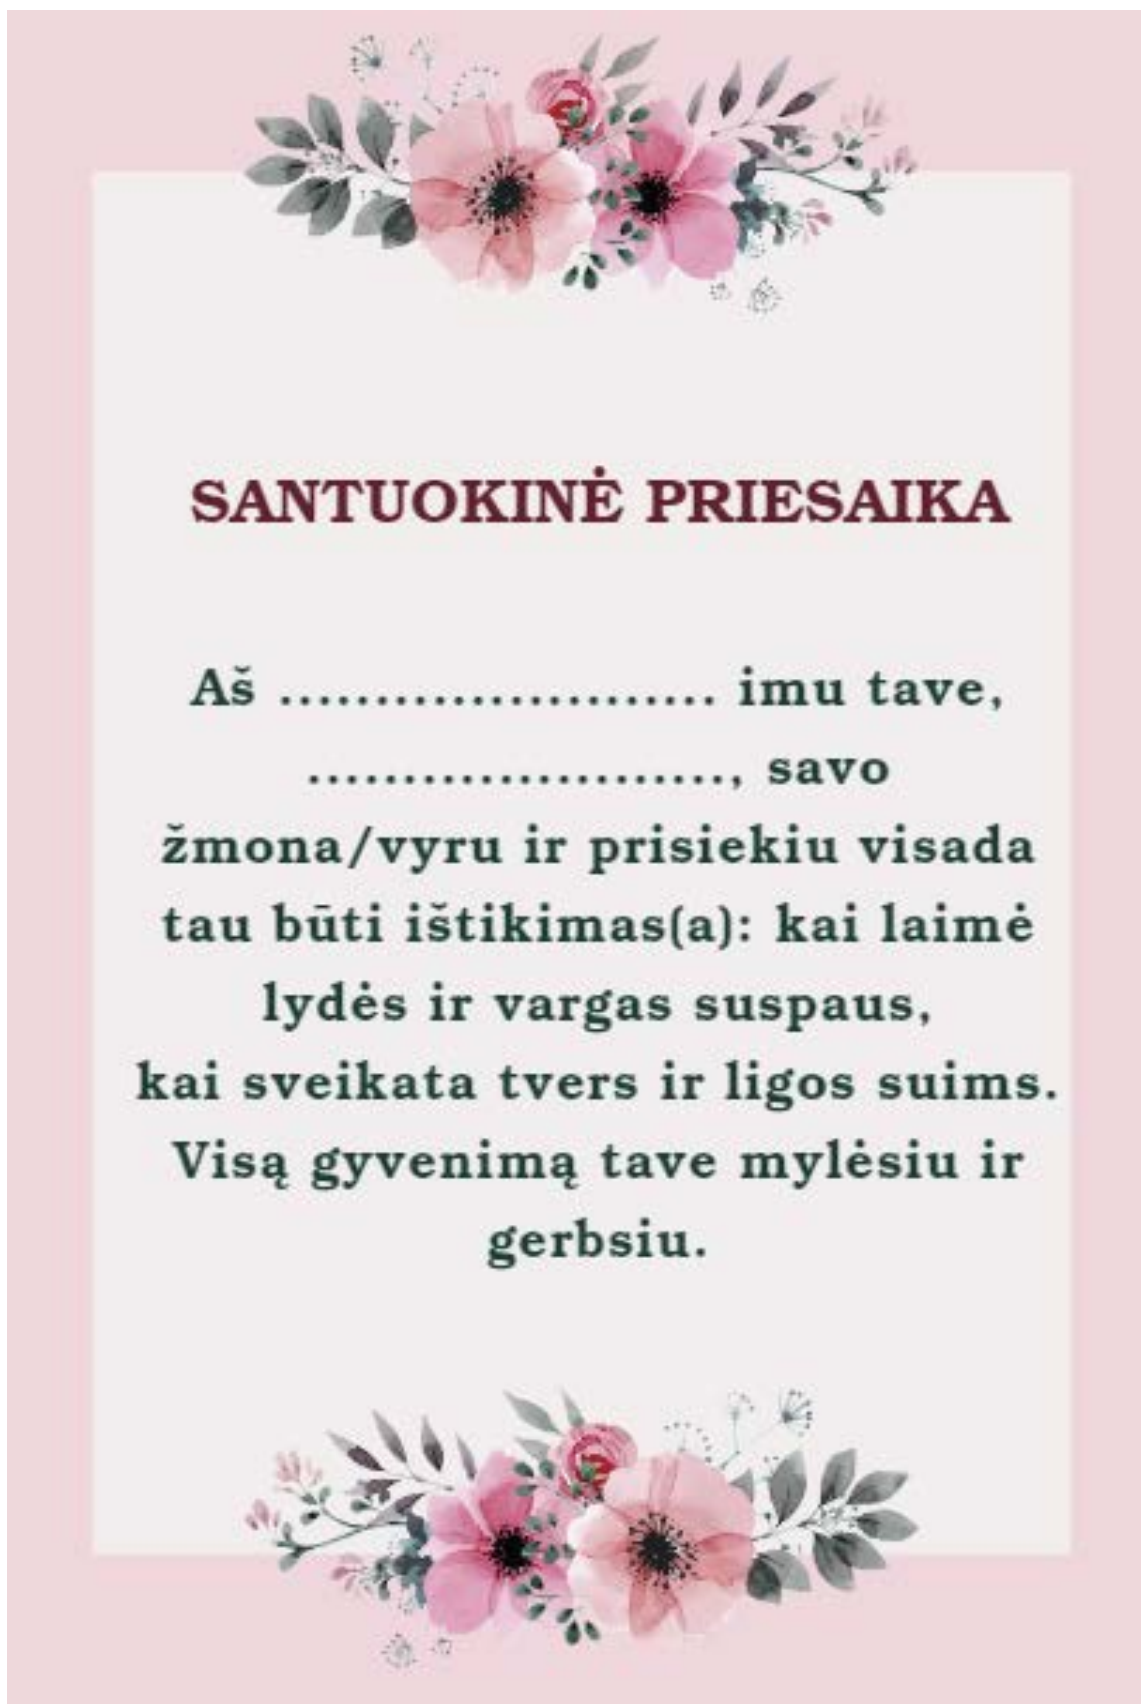 SANTUOKINĖ PRIESAIKA
Aš ....................... imu tave,
......................, savo
žmona/vyru ir prisiekiu visada
tau būti ištikimas(a): kai laimė
lydės ir vargas suspaus,
kai sveikata tvers ir ligos suims.
Visą gyvenimą tave mylėsiu ir
gerbsiu.